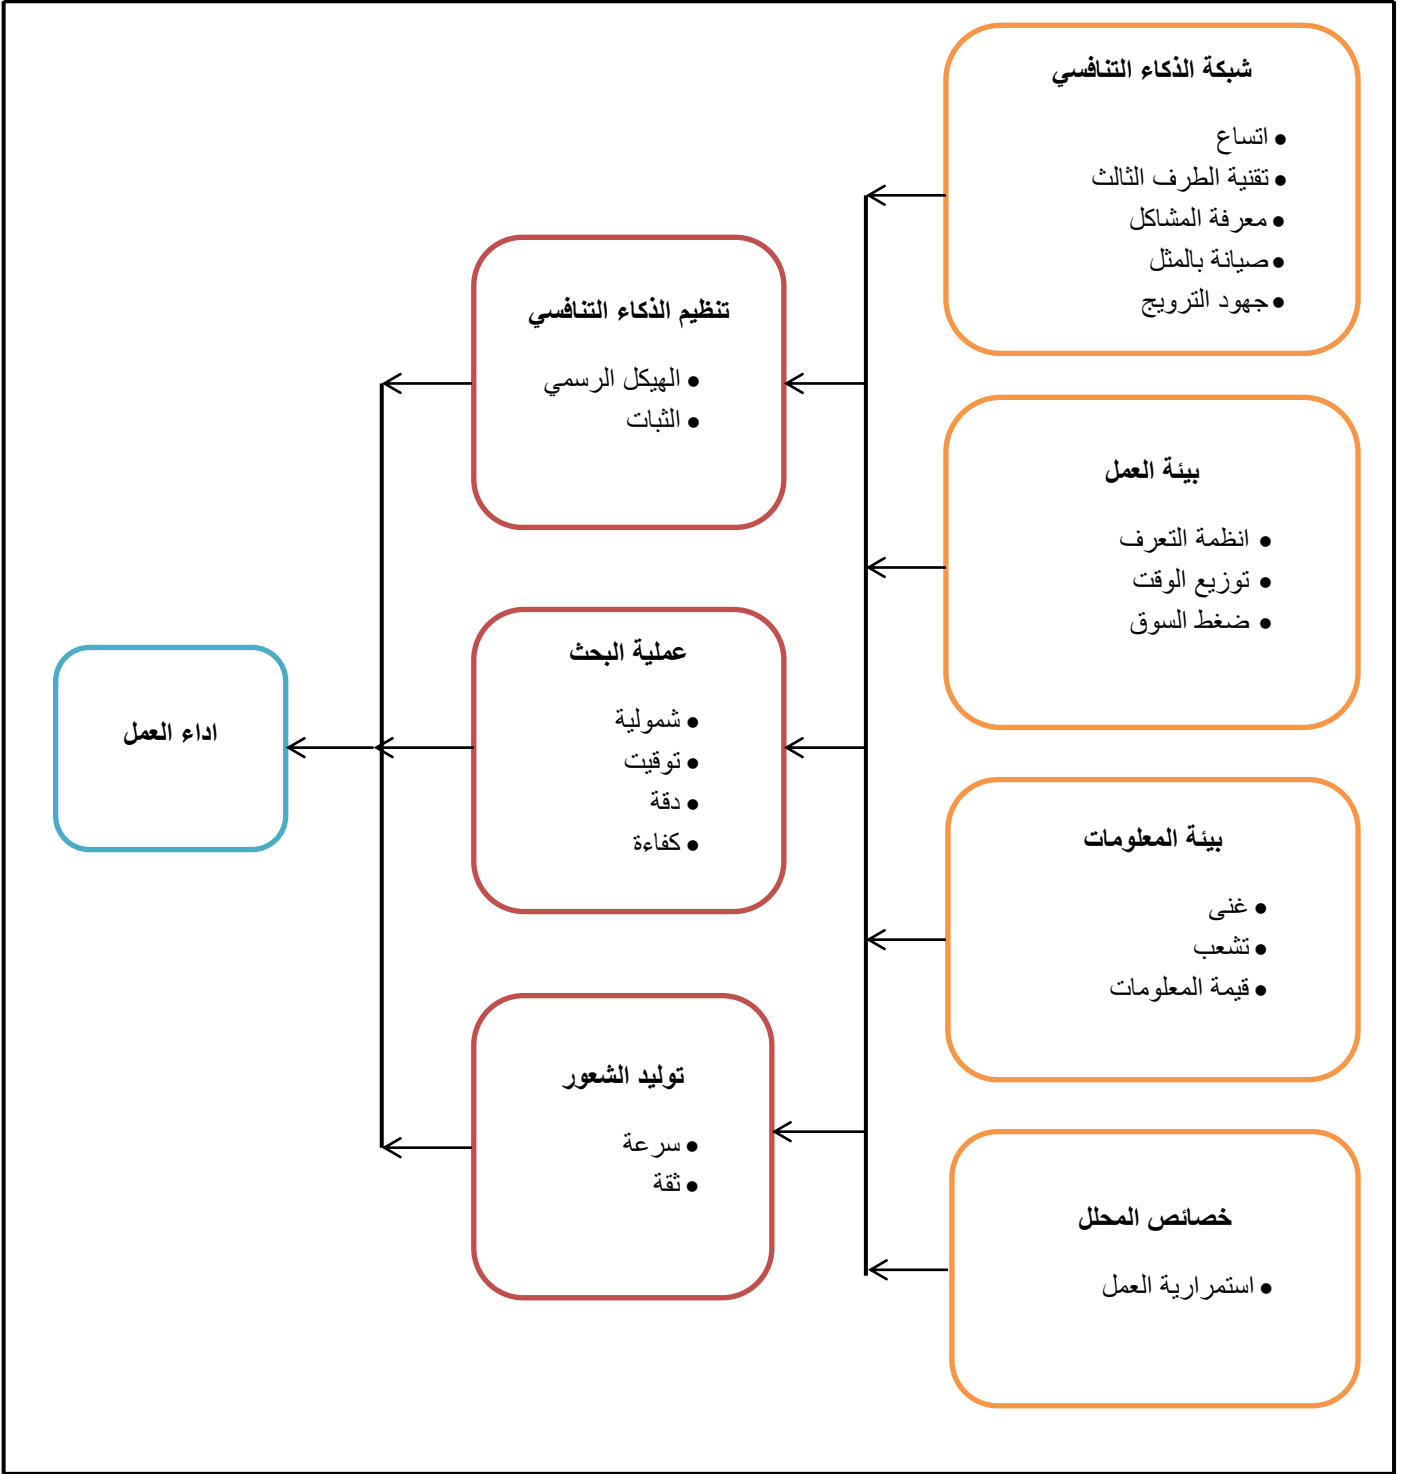 شبكة الذكاء التنافسي
• اتساع
• تقنية الطرف الثالث
• معرفة المشاكل
• صيانة بالمثل
• جهود الترويج
بيئة العمل
• انظمة التعرف
• توزيع الوقت
• ضغط السوق
بيئة المعلومات
• غنى
• تشعب
• قيمة المعلومات
خصائص المحلل
• استمرارية العمل
تنظيم الذكاء التنافسي
• الهيكل الرسمي
• الثبات
عملية البحث
• شمولية
• توقيت
• دقة
• كفاءة
توليد الشعور
• سرعة
• ثقة
اداء العمل